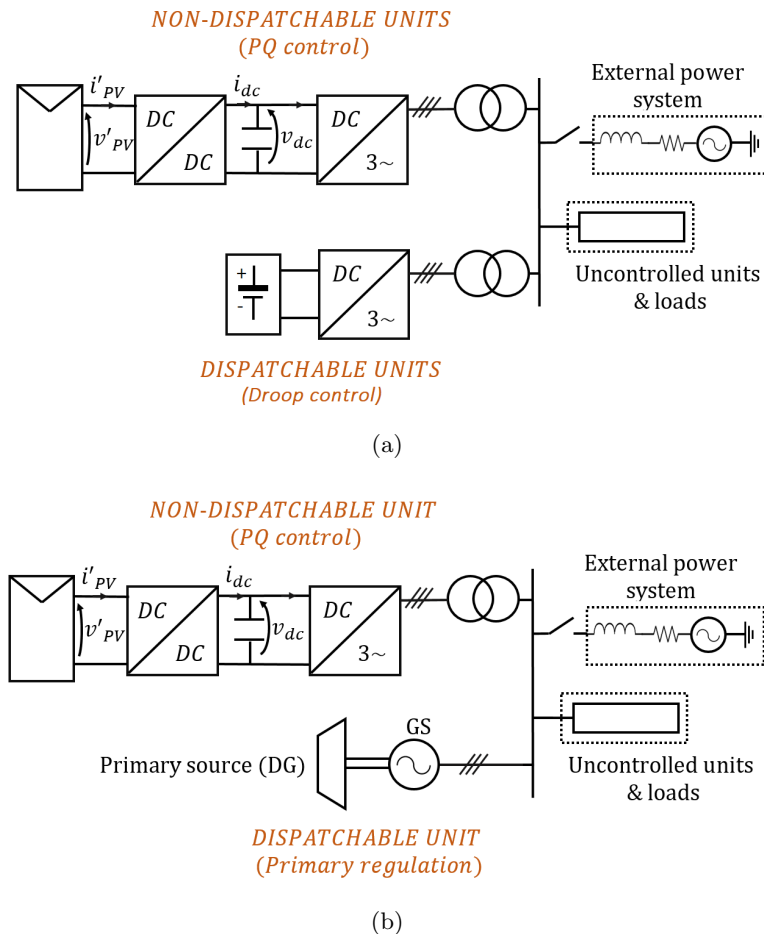 NON-DISPATCHABLE UNITS
(PQ control)
i'PV
idc
v'PV
DC
DC
vdc
DC
3~
External power
system
Uncontrolled units
& loads
+
-
DC
3~
DISPATCHABLE UNITS
(Droop control)
(a)
NON-DISPATCHABLE UNIT
(PQ control)
i'PV
idc
v'PV
DC
DC
vdc
DC
3~
External power
system
GS
Primary source (DG)
Uncontrolled units
& loads
DISPATCHABLE UNIT
(Primary regulation)
(b)